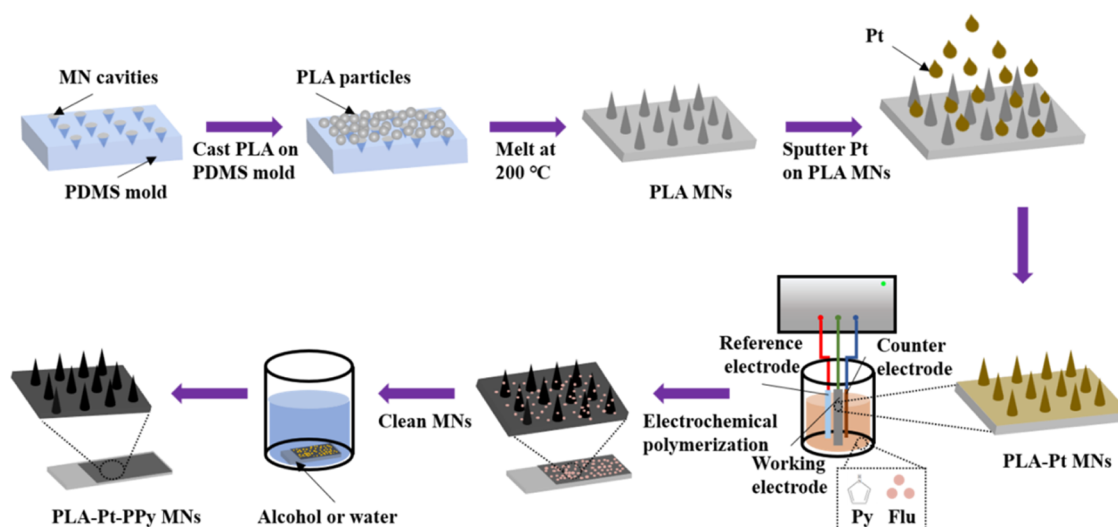 MN cavities
PDMS mold
Cast PLA on
PDMS mold
PLA particles
Melt at
200 °C
PLA MNs
Sputter Pt
on PLA MNs
Pt
PLA-Pt MNs
Reference
electrode
Counter
electrode
Working
electrode
Py Flu
Electrochemical
polymerization
Clean MNs
Alcohol or water
PLA-Pt-PPy MNs